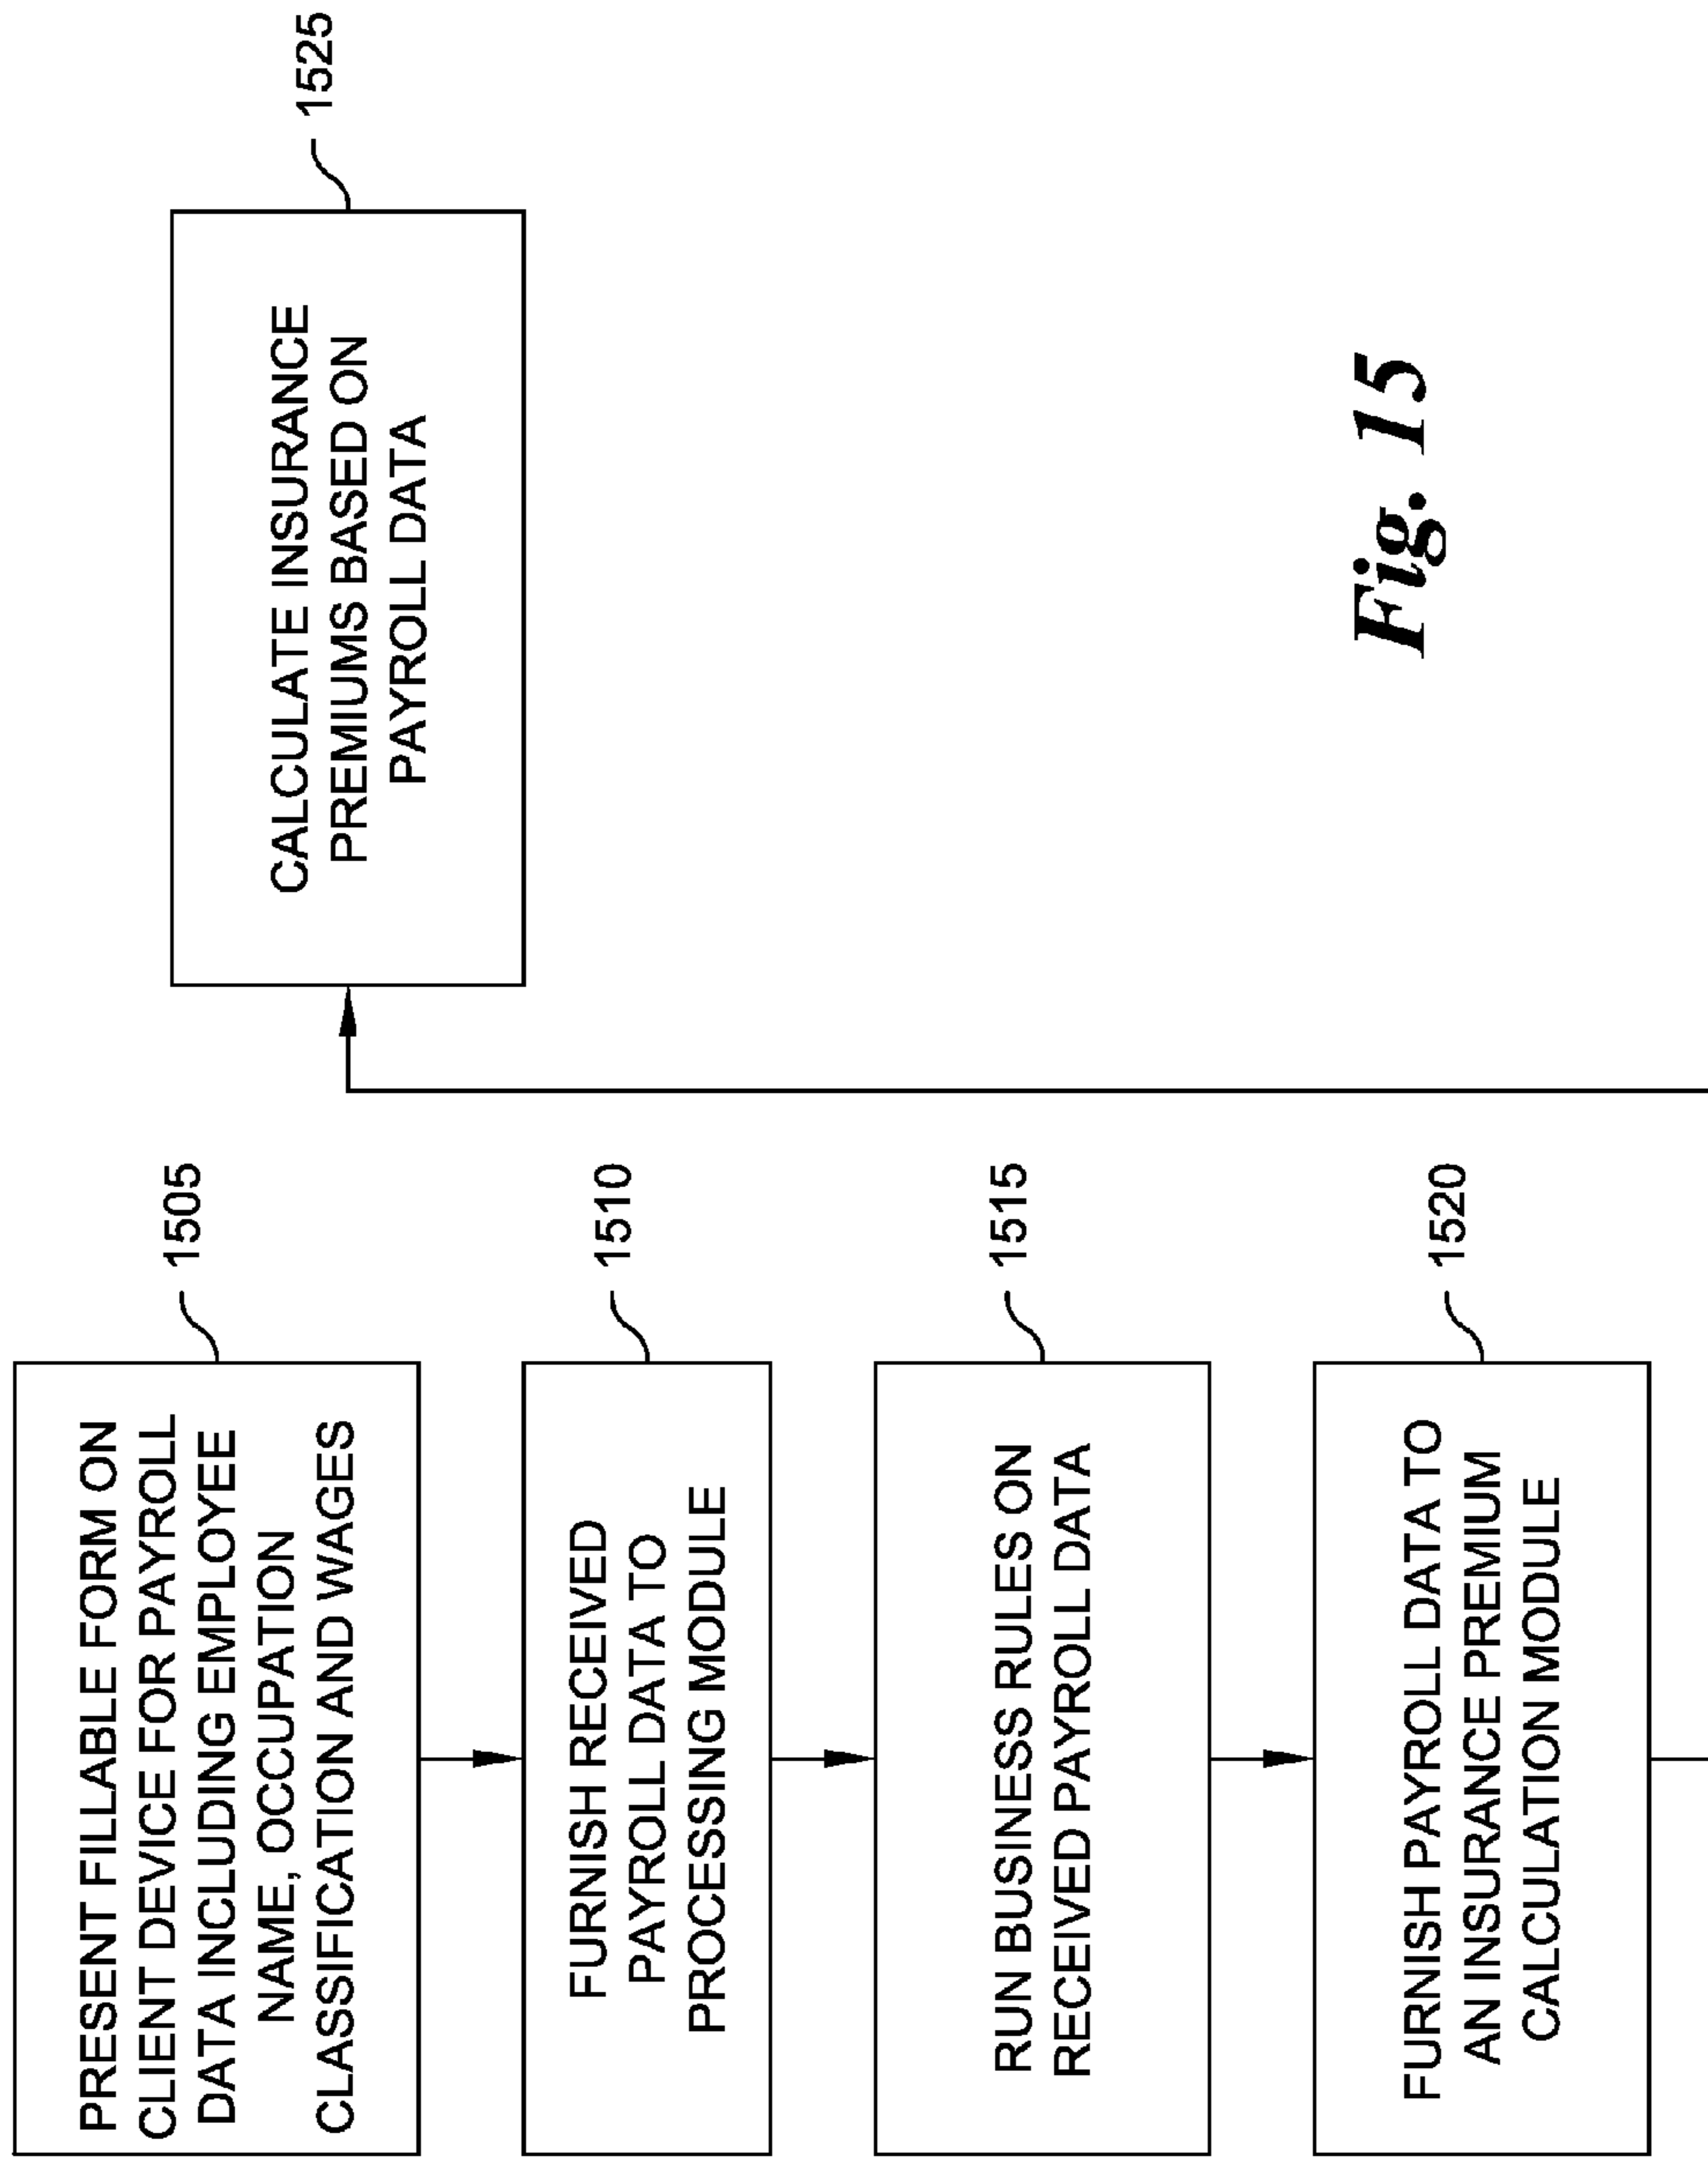 PRESENT FILLABLE FORM ON
CLIENT DEVICE FOR PAYROLL
DATA INCLUDING EMPLOYEE
NAME, OCCUPATION
CLASSIFICATION AND WAGES
1505
FURNISH RECEIVED
PAYROLL DATA TO
PROCESSING MODULE
1510
RUN BUSINESS RULES ON
RECEIVED PAYROLL DATA
1515
FURNISH PAYROLL DATA TO
AN INSURANCE PREMIUM
CALCULATION MODULE
1520
CALCULATE INSURANCE
PREMIUMS BASED ON
PAYROLL DATA
1525
Fig. 15